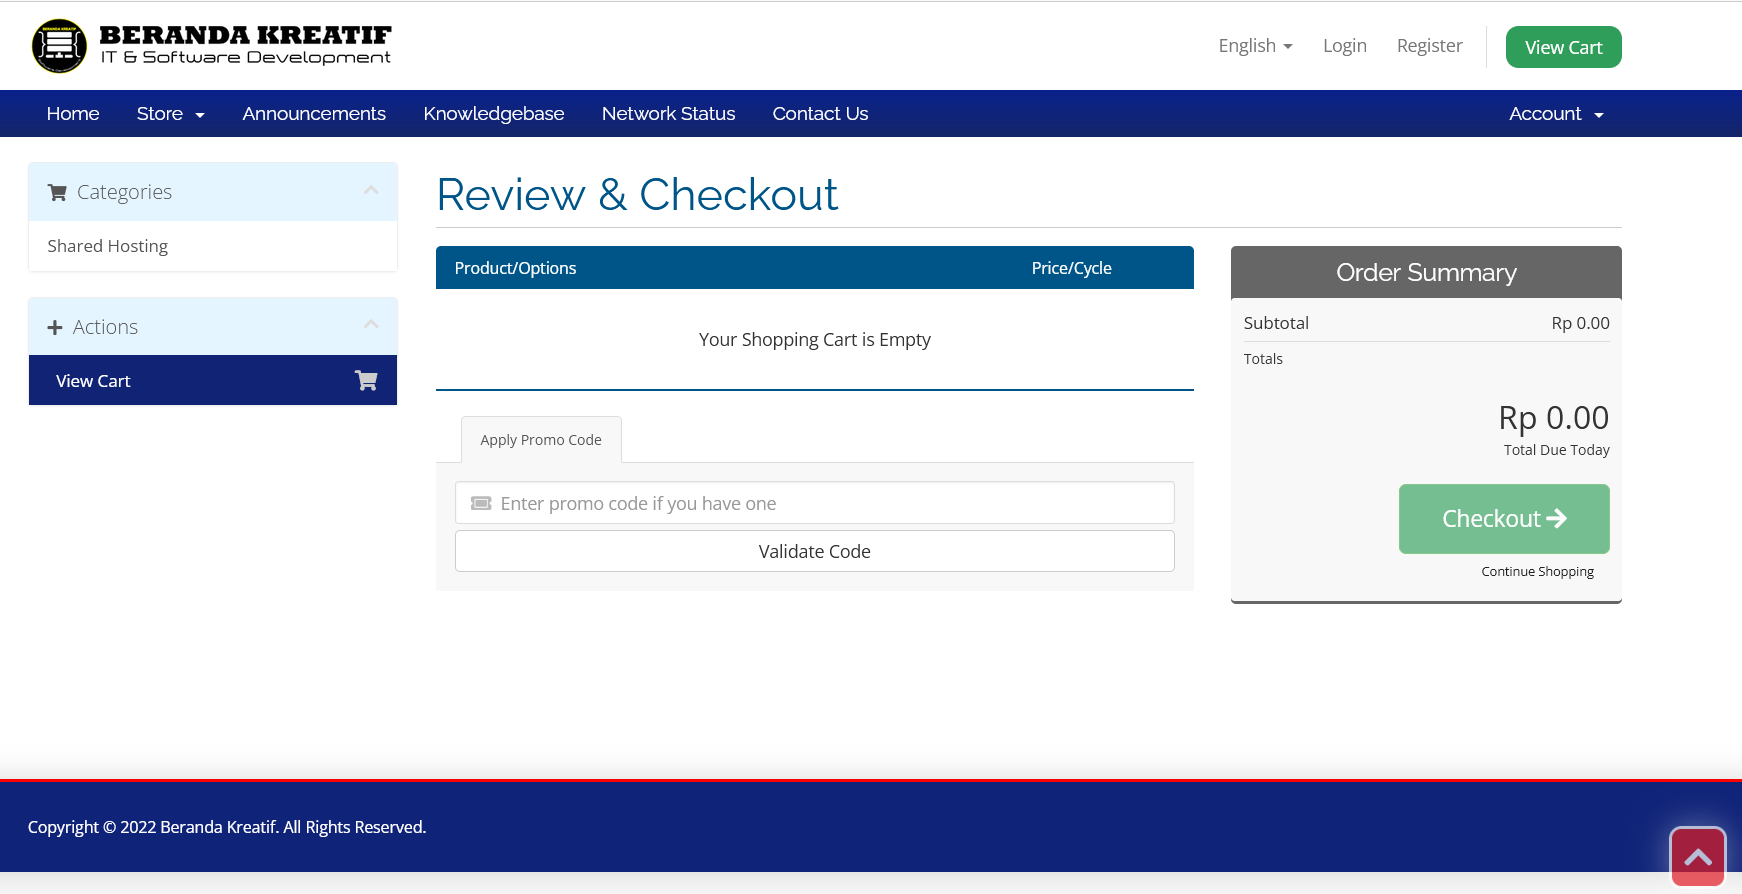 BERANDA KREATIF
IT & Software Development
English
Login
Register
View Cart
Home
Store
Announcements
Knowledgebase
Network Status
Contact Us
Account
Categories
Shared Hosting
Actions
View Cart
Review & Checkout
Product/Options
Price/Cycle
Your Shopping Cart is Empty
Apply Promo Code
Enter promo code if you have one
Validate Code
Order Summary
Subtotal
Rp 0.00
Totals
Rp 0.00
Total Due Today
Checkout
Continue Shopping
Copyright © 2022 Beranda Kreatif. All Rights Reserved.